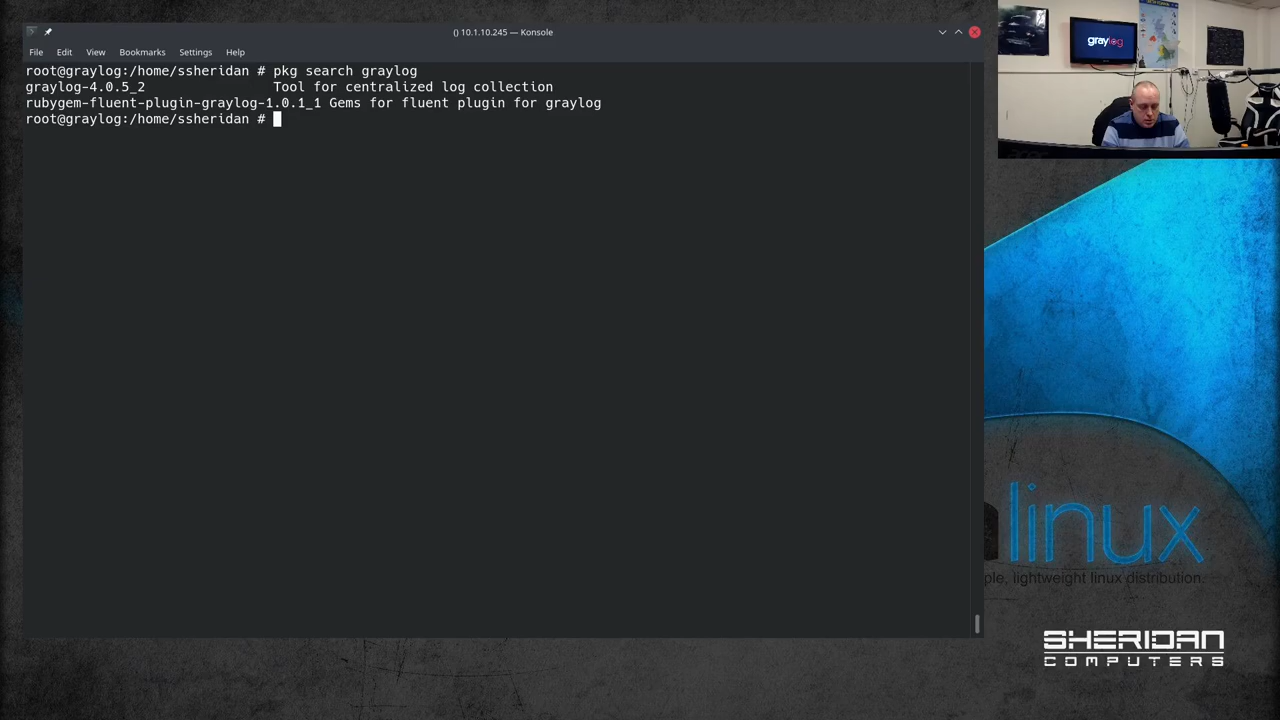 () 10.1.10.245 — Konsole
File Edit View Bookmarks Settings Help
root@graylog:/home/ssheridan # pkg search graylog
graylog-4.0.5_2                Tool for centralized log collection
rubygem-fluent-plugin-graylog-1.0.1_1 Gems for fluent plugin for graylog
root@graylog:/home/ssheridan #
graylog
linux
ple, lightweight linux distribution.
SHERIDAN
COMPUTERS